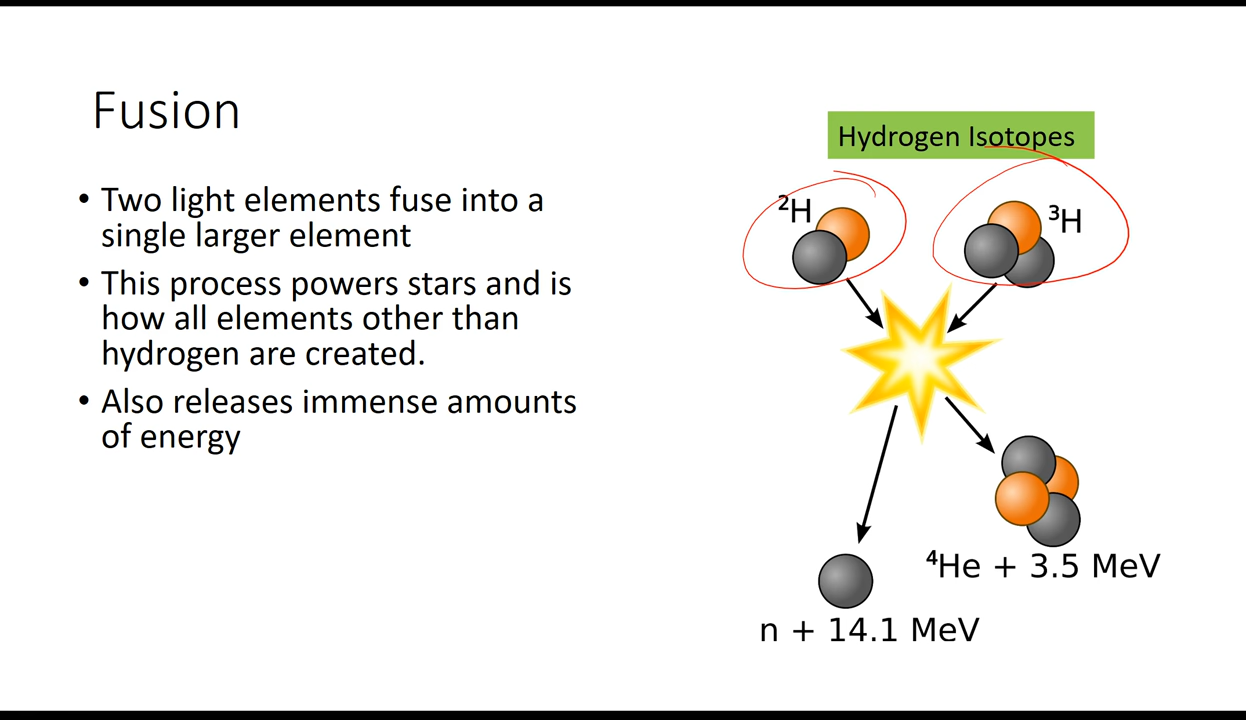 Fusion
• Two light elements fuse into a
single larger element
• This process powers stars and is
how all elements other than
hydrogen are created.
• Also releases immense amounts
of energy
Hydrogen Isotopes
²H
³H
⁴He + 3.5 MeV
n + 14.1 MeV